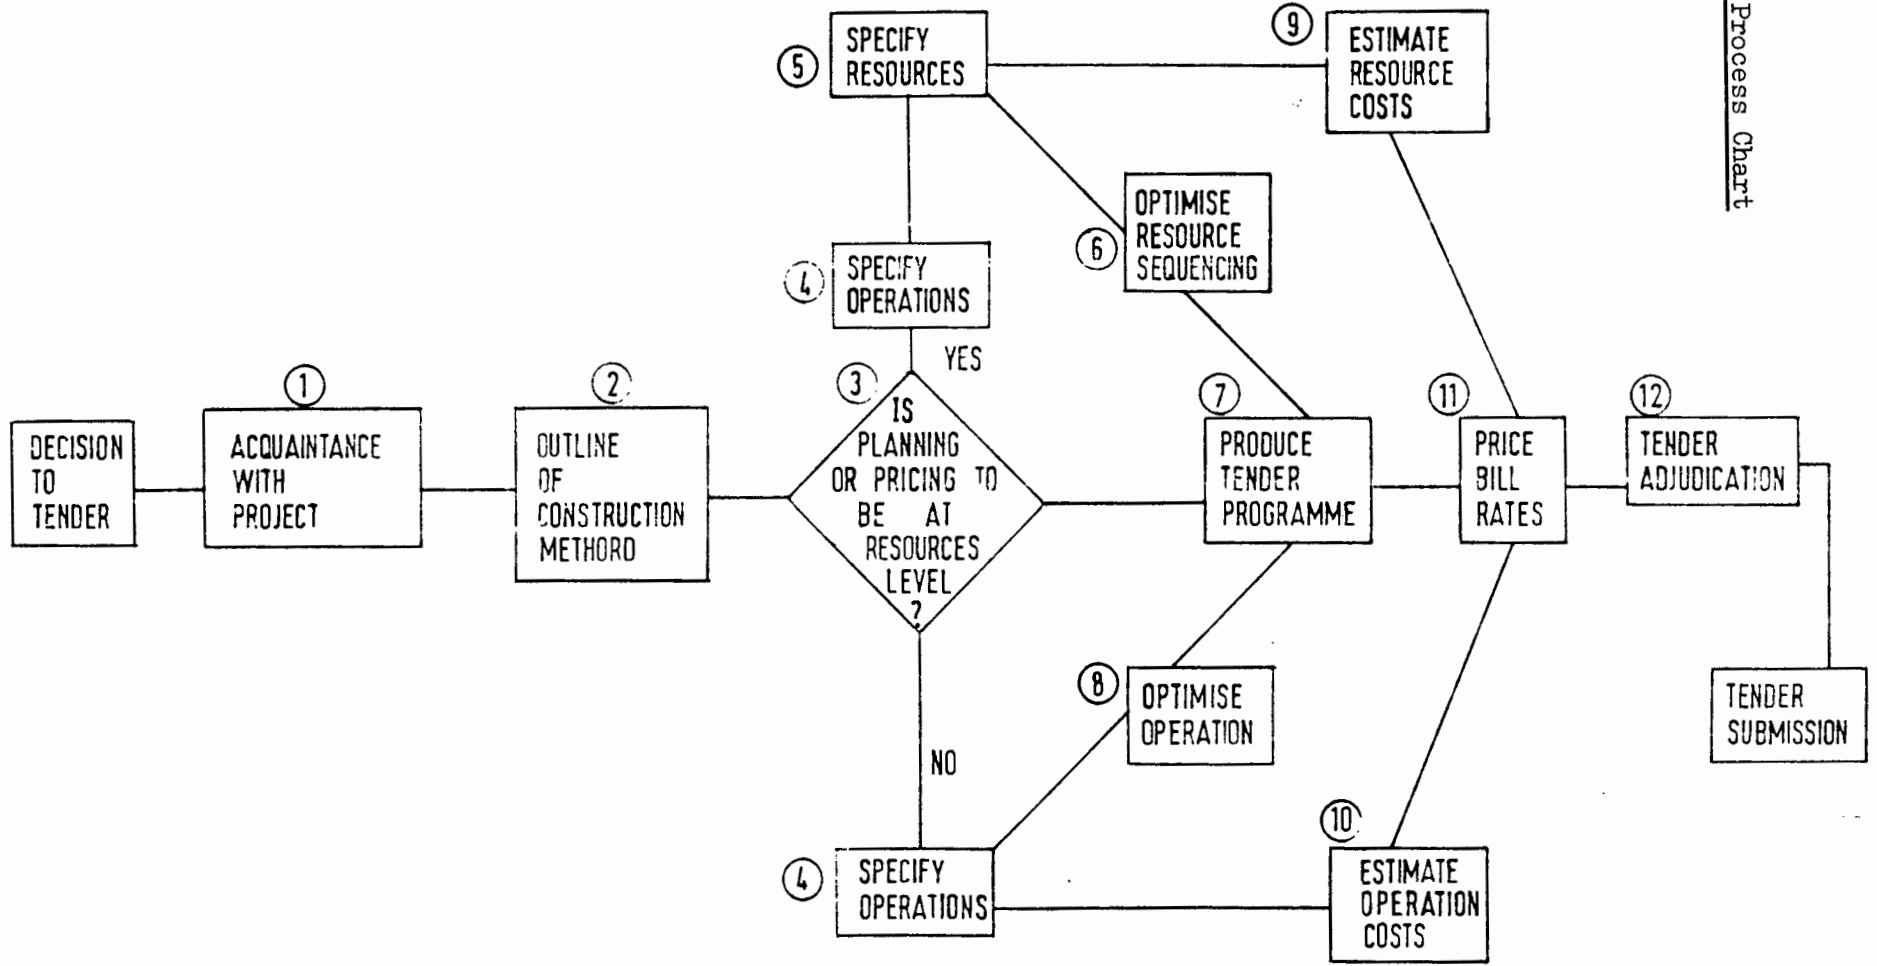 Process Chart
DECISION
TO
TENDER
1
ACQUAINTANCE
WITH
PROJECT
2
OUTLINE
OF
CONSTRUCTION
METHORD
3
IS
PLANNING
OR PRICING TO
BE AT
RESOURCES
LEVEL
?
YES
4
SPECIFY
OPERATIONS
5
SPECIFY
RESOURCES
9
ESTIMATE
RESOURCE
COSTS
6
OPTIMISE
RESOURCE
SEQUENCING
7
PRODUCE
TENDER
PROGRAMME
NO
4
SPECIFY
OPERATIONS
8
OPTIMISE
OPERATION
10
ESTIMATE
OPERATION
COSTS
11
PRICE
BILL
RATES
12
TENDER
ADJUDICATION
TENDER
SUBMISSION